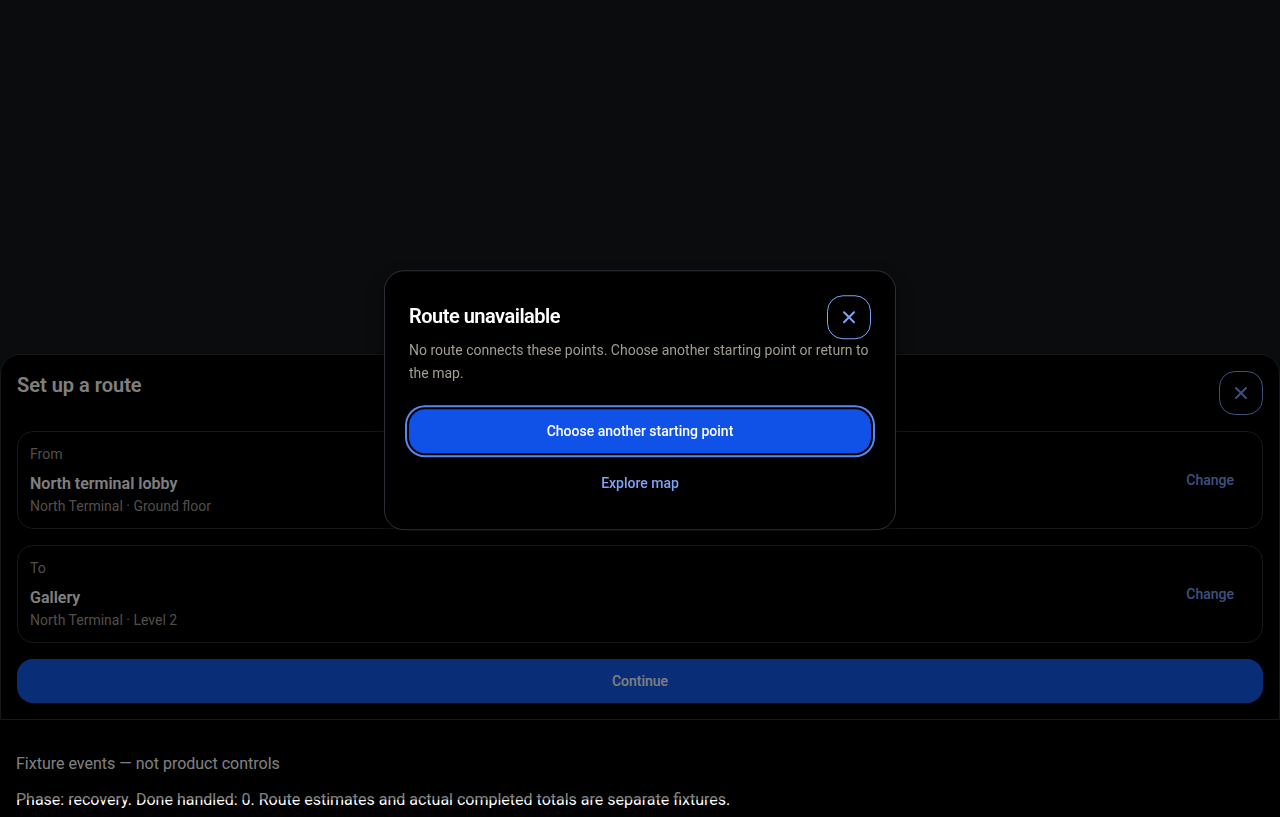 Route unavailable
No route connects these points. Choose another starting point or return to
the map.
Choose another starting point
Explore map
Set up a route
From
North terminal lobby
North Terminal · Ground floor
Change
To
Gallery
North Terminal · Level 2
Change
Continue
Fixture events — not product controls
Phase: recovery. Done handled: 0. Route estimates and actual completed totals are separate fixtures.